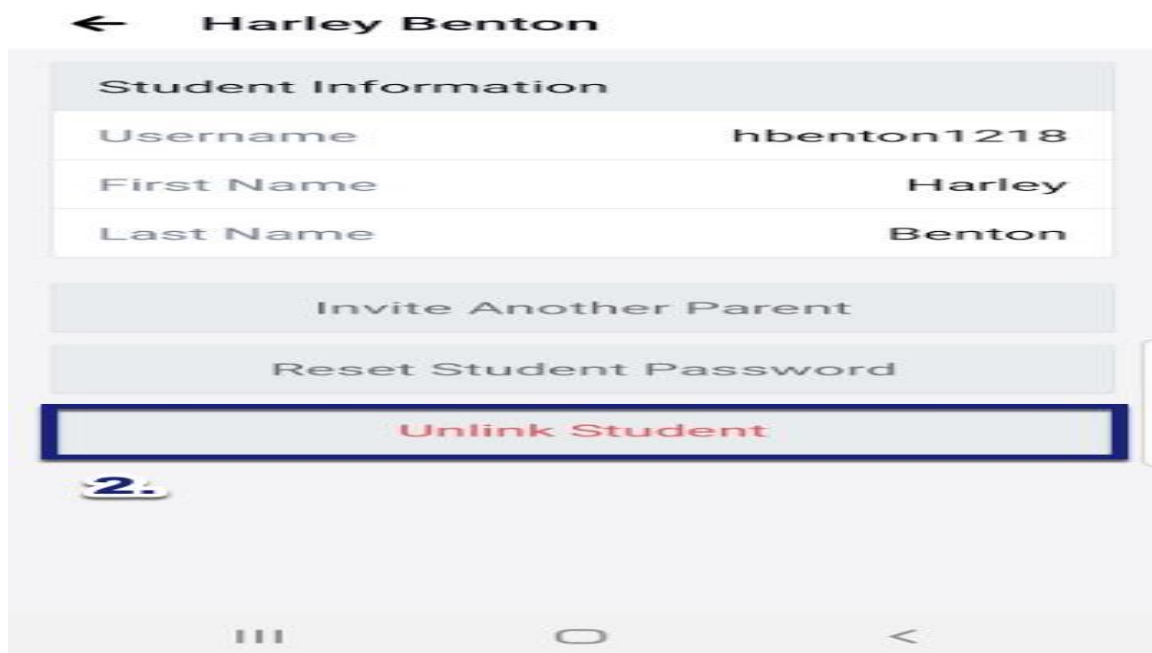 Harley Benton
Student Information
Username hbenton1218
First Name Harley
Last Name Benton
Invite Another Parent
Reset Student Password
Unlink Student
2.